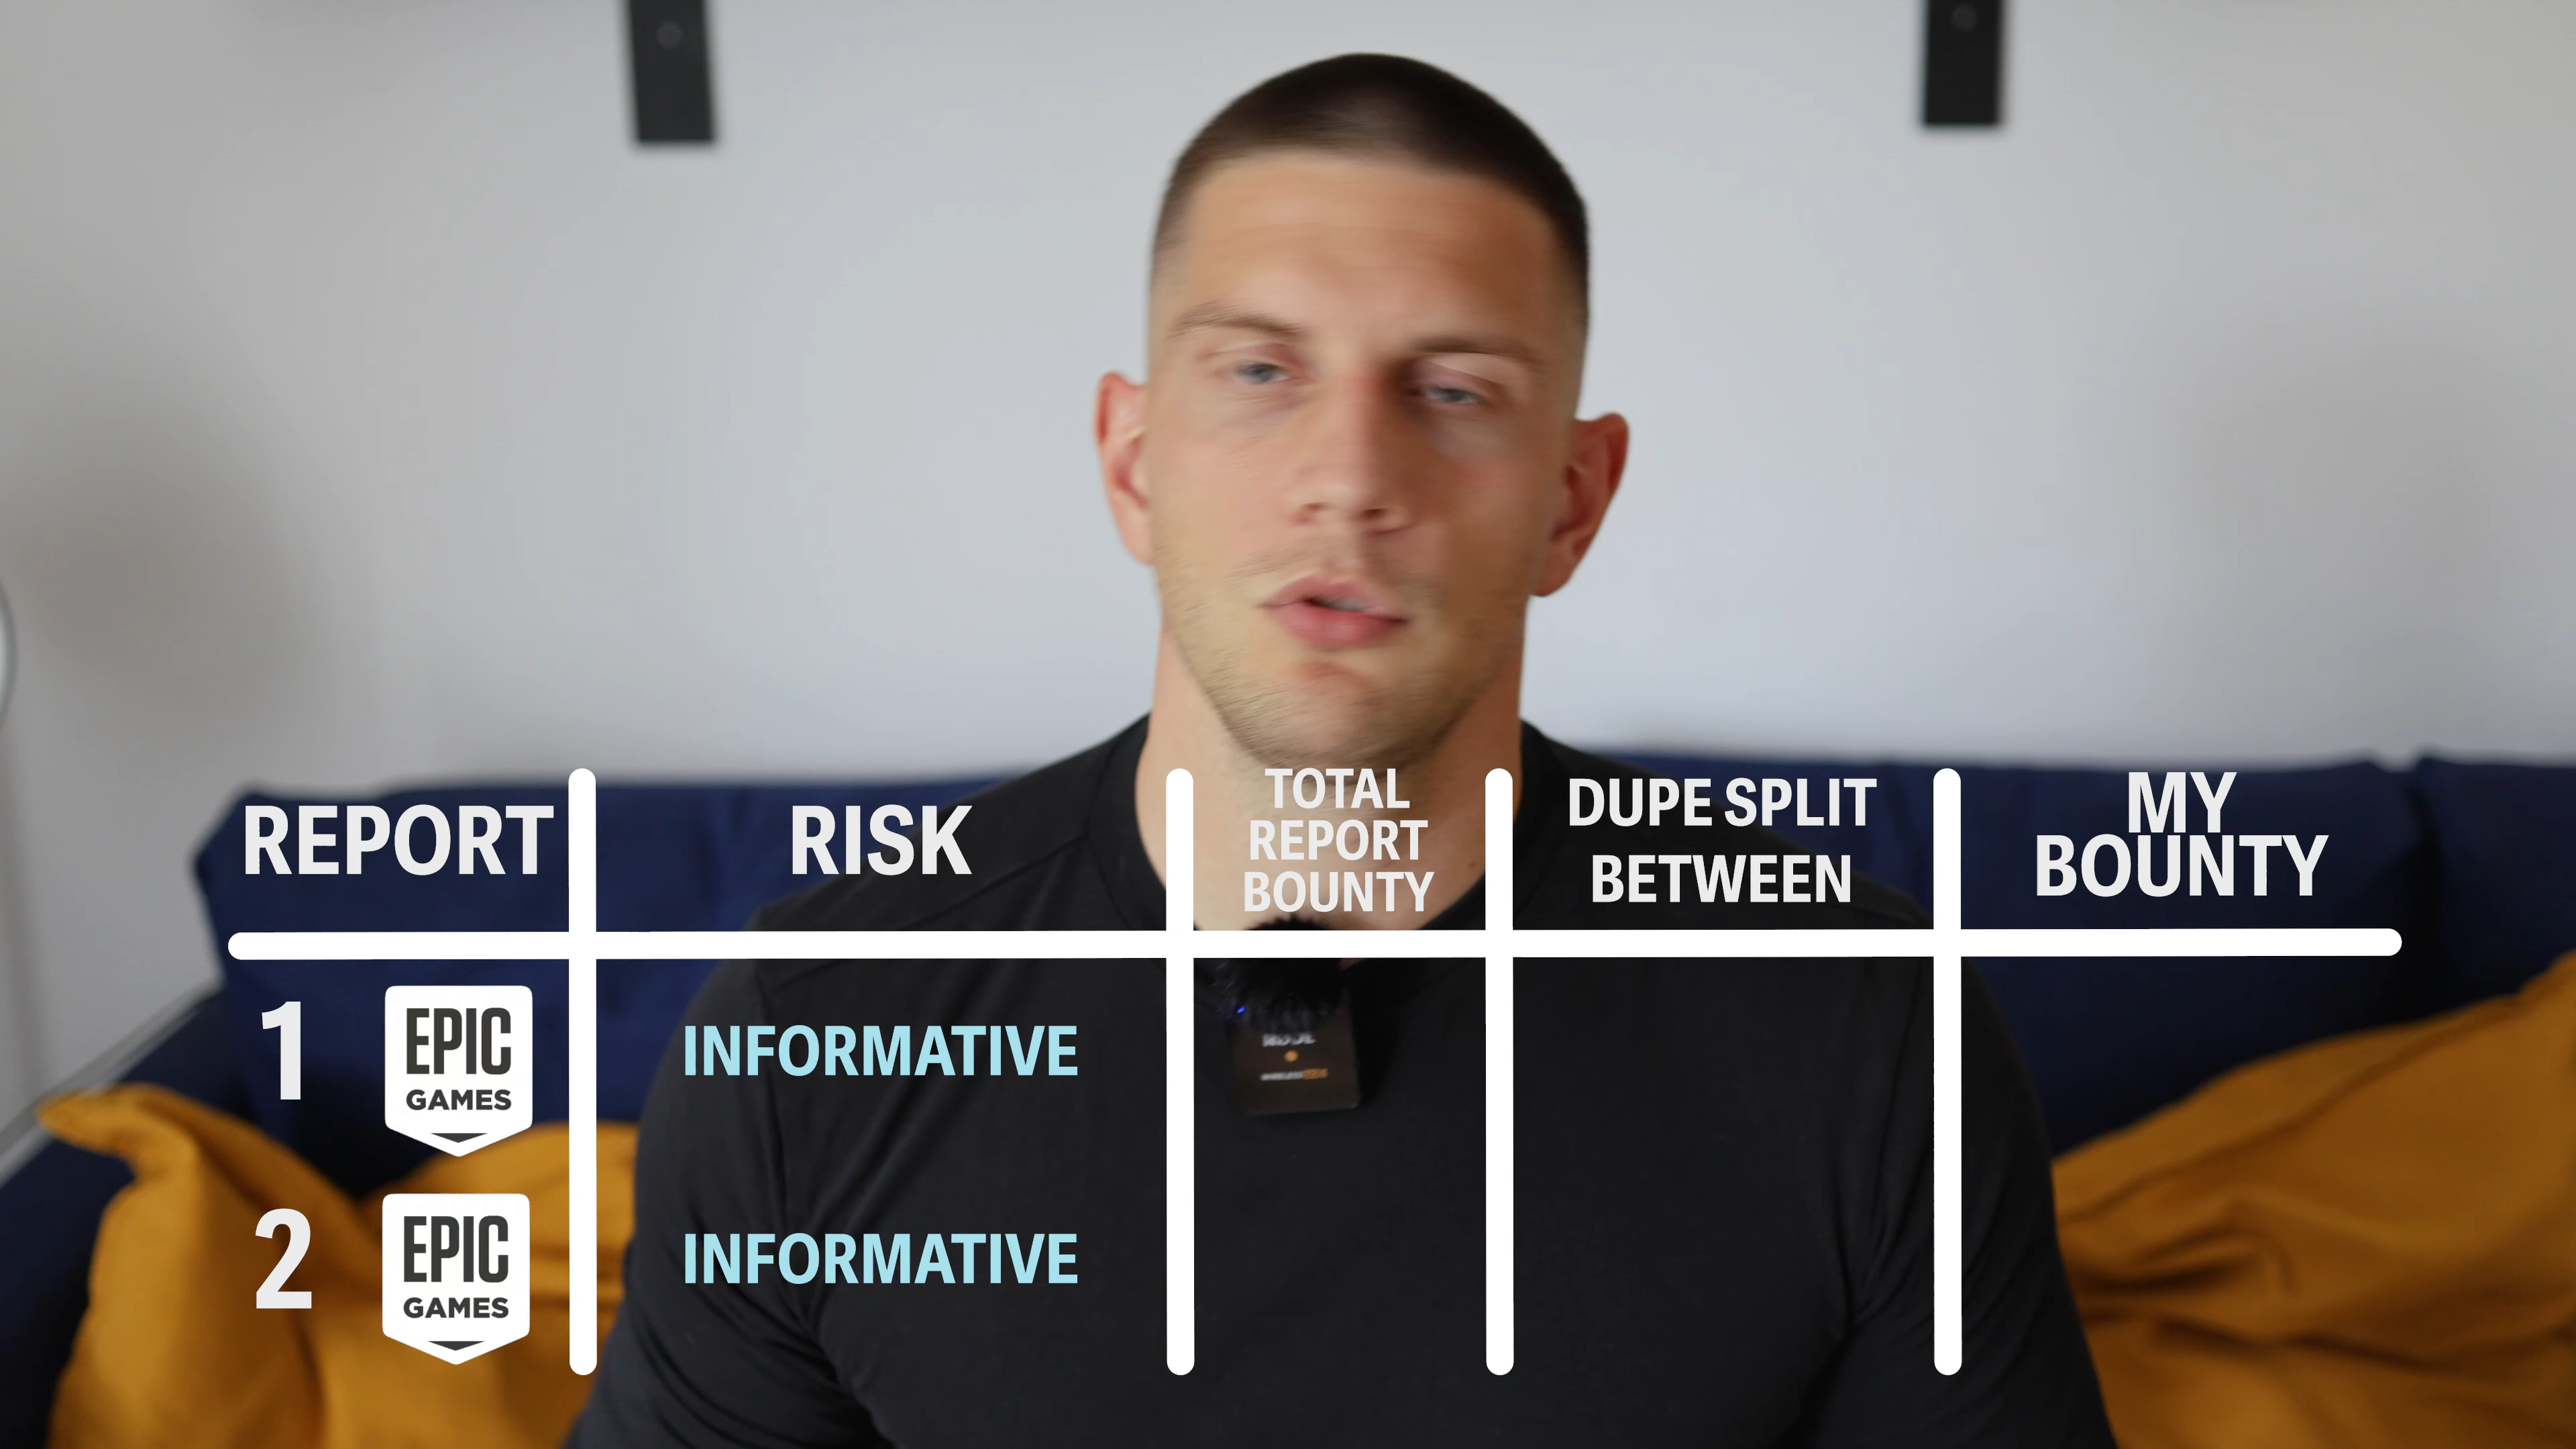 REPORT
RISK
TOTAL
REPORT
BOUNTY
DUPE SPLIT
BETWEEN
MY
BOUNTY
1
EPIC
GAMES
INFORMATIVE
2
EPIC
GAMES
INFORMATIVE